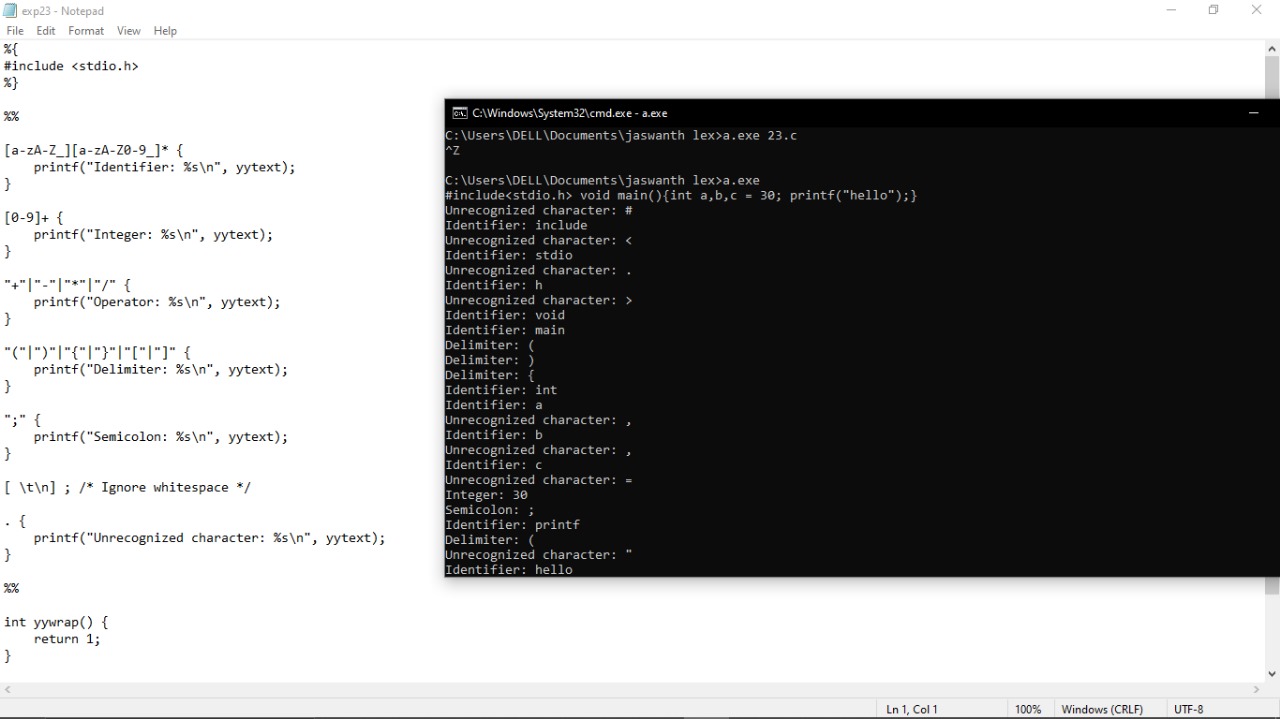 exp23 - Notepad
File Edit Format View Help
%{
#include <stdio.h>
%}
%%
[a-zA-Z_][a-zA-Z0-9_]* {
    printf("Identifier: %s\n", yytext);
}
[0-9]+ {
    printf("Integer: %s\n", yytext);
}
"+"|"-"|"*"|"/" {
    printf("Operator: %s\n", yytext);
}
"("|")"|"{"|"}"|"["|"]" {
    printf("Delimiter: %s\n", yytext);
}
";" {
    printf("Semicolon: %s\n", yytext);
}
[ \t\n] ; /* Ignore whitespace */
. {
    printf("Unrecognized character: %s\n", yytext);
}
%%
int yywrap() {
    return 1;
}
C:\Windows\System32\cmd.exe - a.exe
C:\Users\DELL\Documents\jaswanth lex>a.exe 23.c
^Z
C:\Users\DELL\Documents\jaswanth lex>a.exe
#include<stdio.h> void main(){int a,b,c = 30; printf("hello");}
Unrecognized character: #
Identifier: include
Unrecognized character: <
Identifier: stdio
Unrecognized character: .
Identifier: h
Unrecognized character: >
Identifier: void
Identifier: main
Delimiter: (
Delimiter: )
Delimiter: {
Identifier: int
Identifier: a
Unrecognized character: ,
Identifier: b
Unrecognized character: ,
Identifier: c
Unrecognized character: =
Integer: 30
Semicolon: ;
Identifier: printf
Delimiter: (
Unrecognized character: "
Identifier: hello
Ln 1, Col 1 100% Windows (CRLF) UTF-8